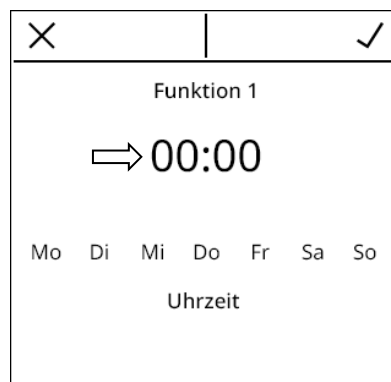 Funktion 1
00:00
Mo Di Mi Do Fr Sa So
Uhrzeit